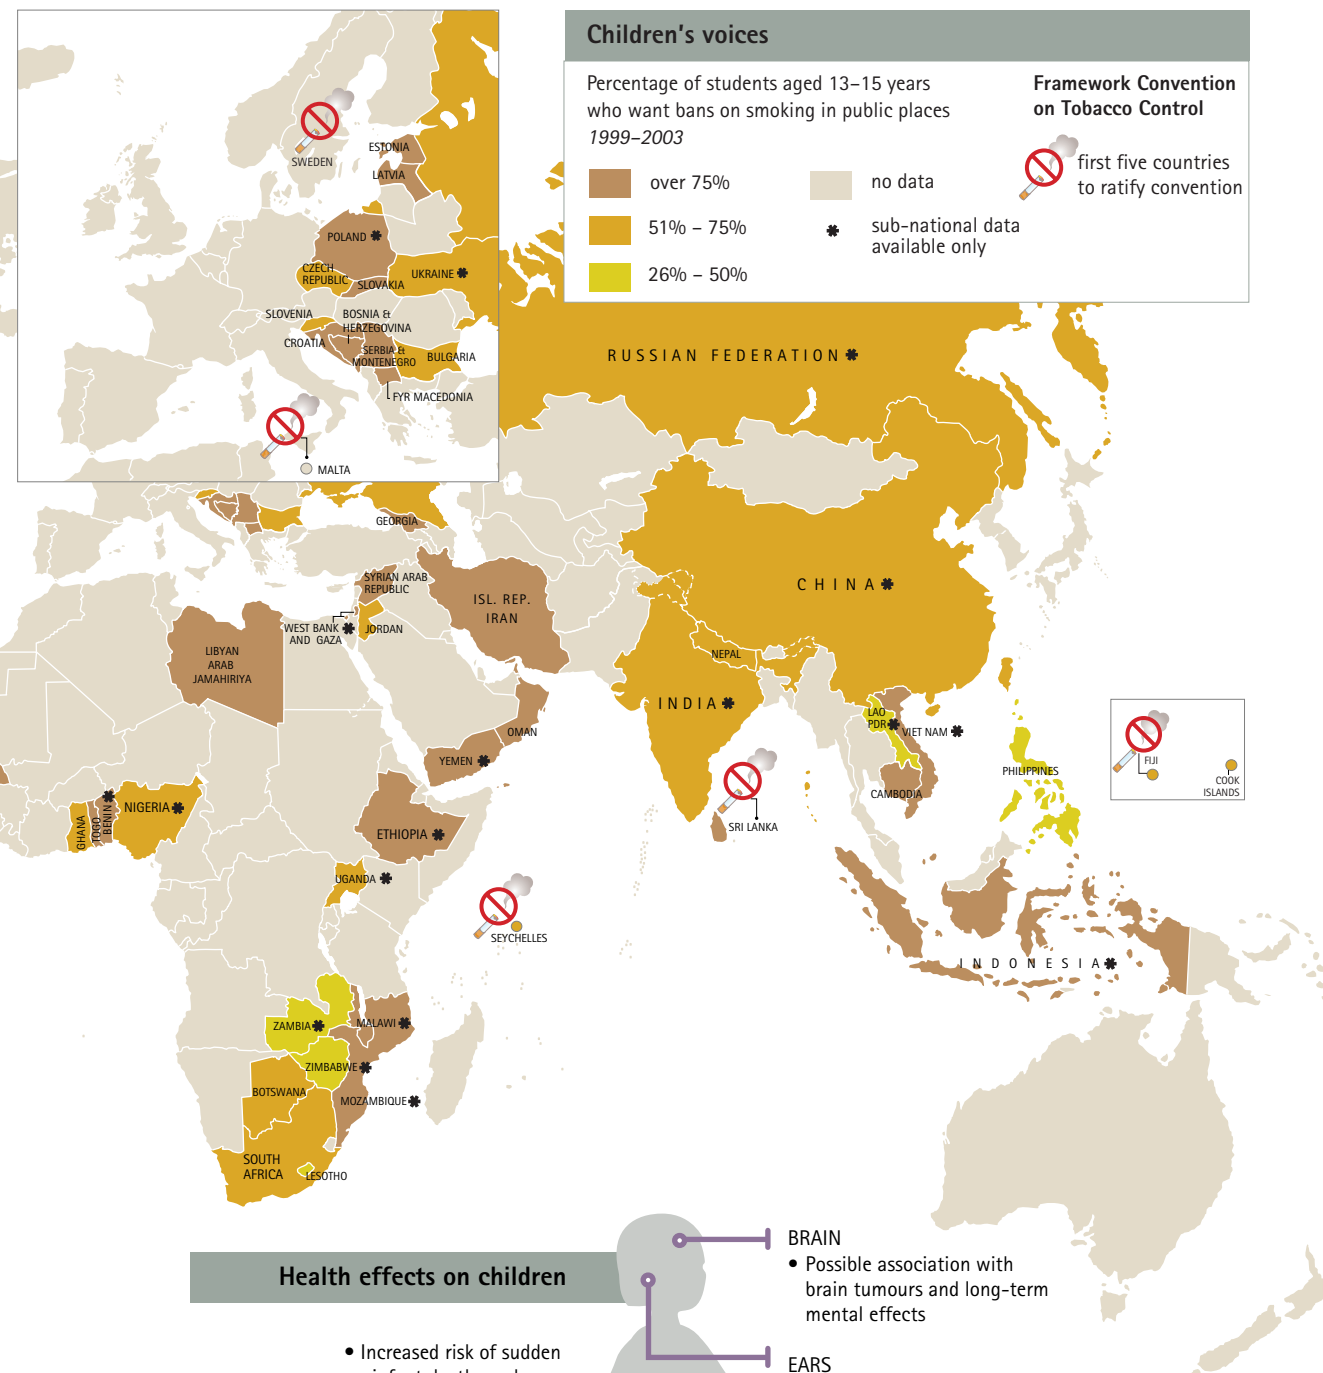 Children's voices
Percentage of students aged 13–15 years
who want bans on smoking in public places
1999–2003
over 75%
51% – 75%
26% – 50%
no data
sub-national data
available only
Framework Convention
on Tobacco Control
first five countries
to ratify convention
SWEDEN
ESTONIA
LATVIA
POLAND
CZECH
REPUBLIC
SLOVAKIA
UKRAINE
SLOVENIA
BOSNIA &
HERZEGOVINA
CROATIA
SERBIA &
MONTENEGRO
BULGARIA
FYR MACEDONIA
MALTA
RUSSIAN FEDERATION
GEORGIA
SYRIAN ARAB
REPUBLIC
ISL. REP.
IRAN
CHINA
WEST BANK
AND GAZA
JORDAN
LIBYAN
ARAB
JAMAHIRIYA
NEPAL
INDIA
LAO
PDR
VIET NAM
OMAN
YEMEN
PHILIPPINES
FIJI
COOK
ISLANDS
CAMBODIA
SRI LANKA
GHANA
TOGO
BENIN
NIGERIA
ETHIOPIA
UGANDA
SEYCHELLES
INDONESIA
ZAMBIA
MALAWI
ZIMBABWE
BOTSWANA
MOZAMBIQUE
SOUTH
AFRICA
LESOTHO
Health effects on children
BRAIN
• Possible association with
brain tumours and long-term
mental effects
• Increased risk of sudden
EARS